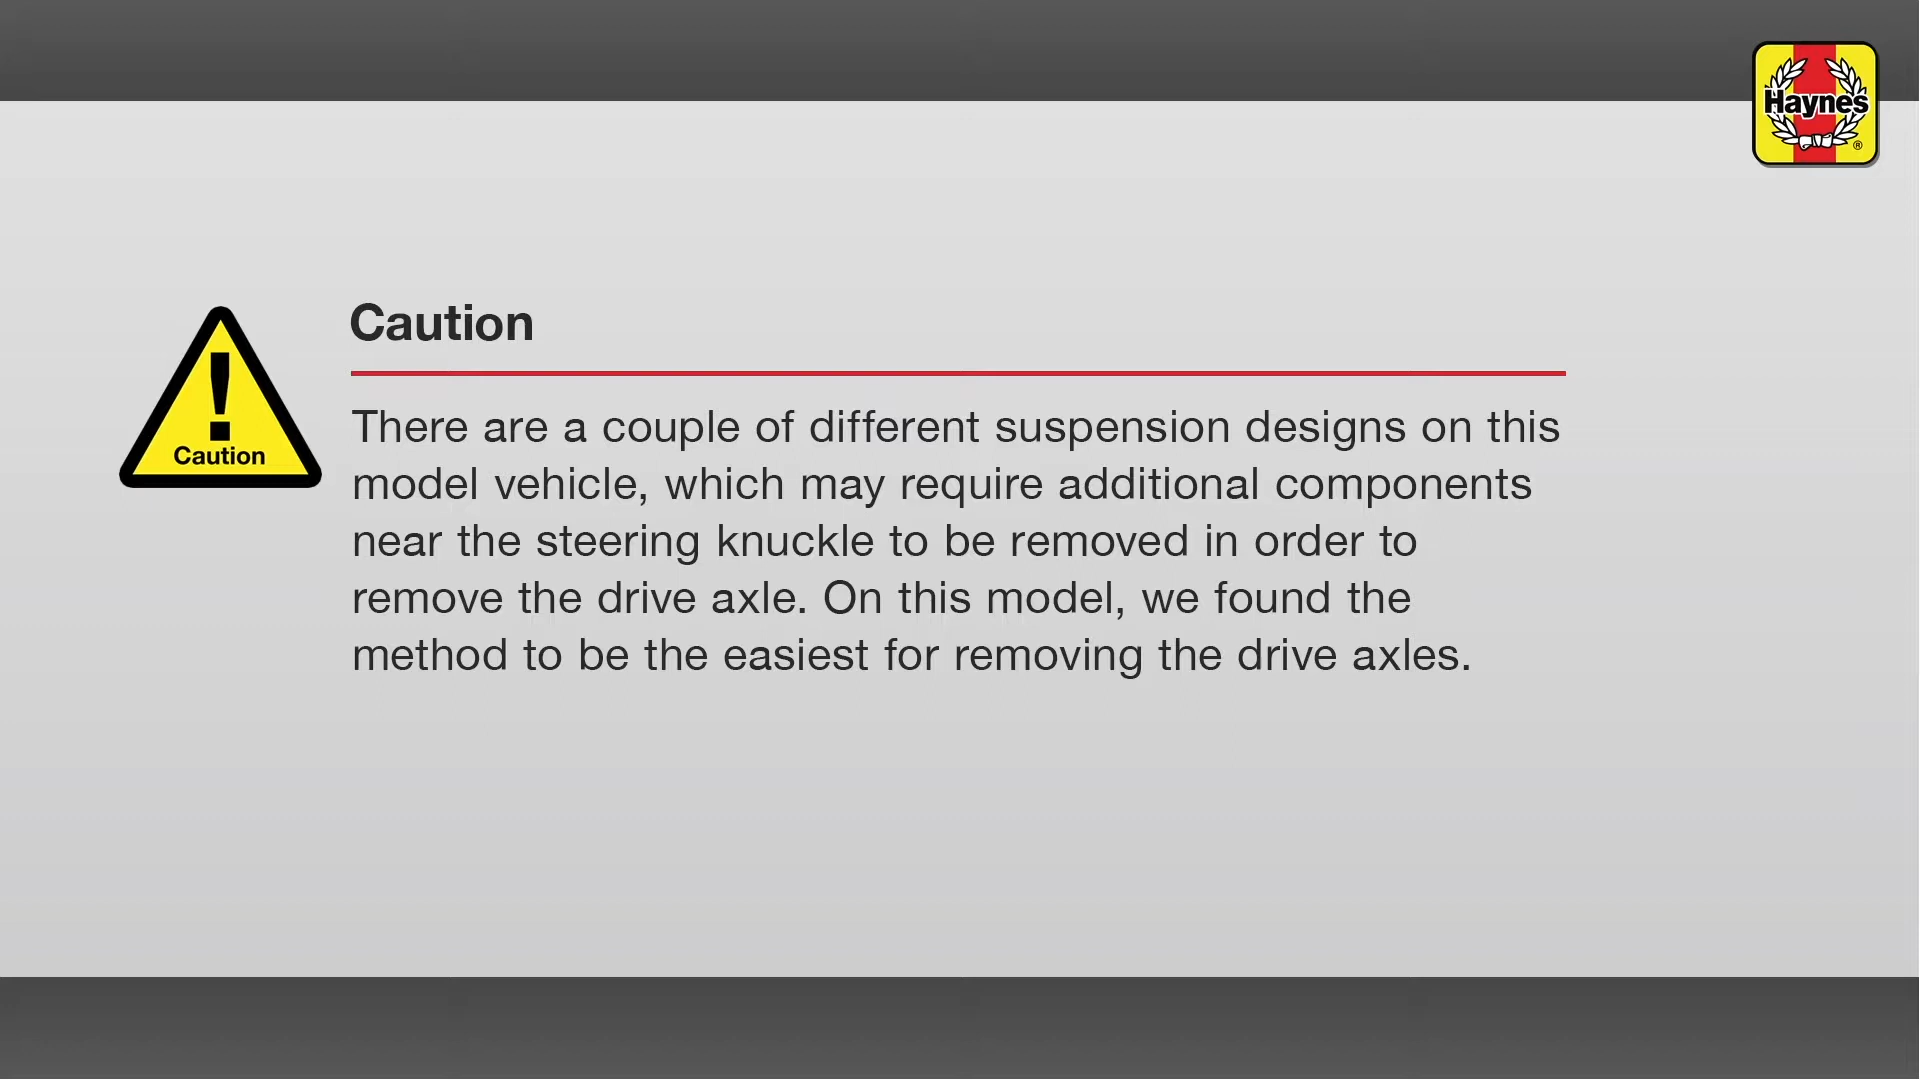 Haynes
®
Caution
Caution
There are a couple of different suspension designs on this
model vehicle, which may require additional components
near the steering knuckle to be removed in order to
remove the drive axle. On this model, we found the
method to be the easiest for removing the drive axles.